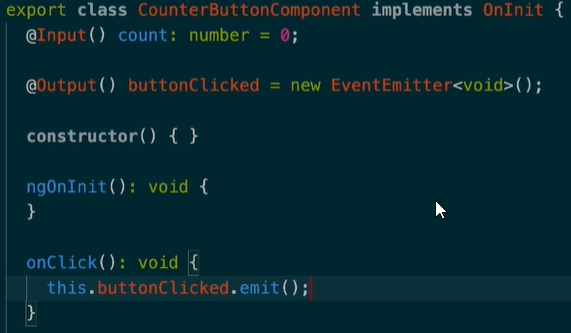 export class CounterButtonComponent implements OnInit {
@Input() count: number = 0;
@Output() buttonClicked = new EventEmitter<void>();
constructor() { }
ngOnInit(): void {
}
onClick(): void {
this.buttonClicked.emit();
}